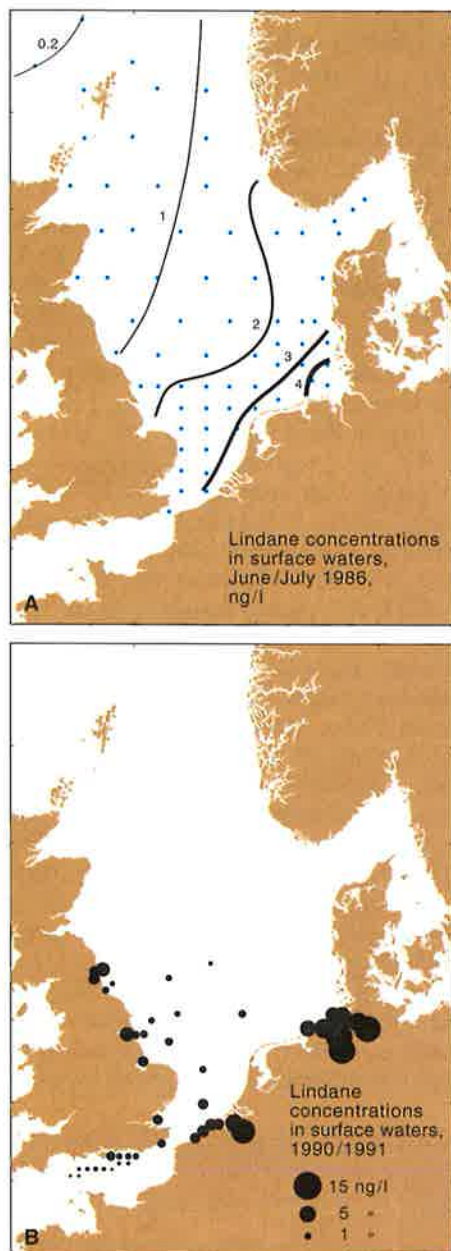 0.2
1
2
3
4
Lindane concentrations
in surface waters,
June/July 1986,
ng/l
A
Lindane
concentrations
in surface waters,
1990/1991
15 ng/l
5 "
1 "
B